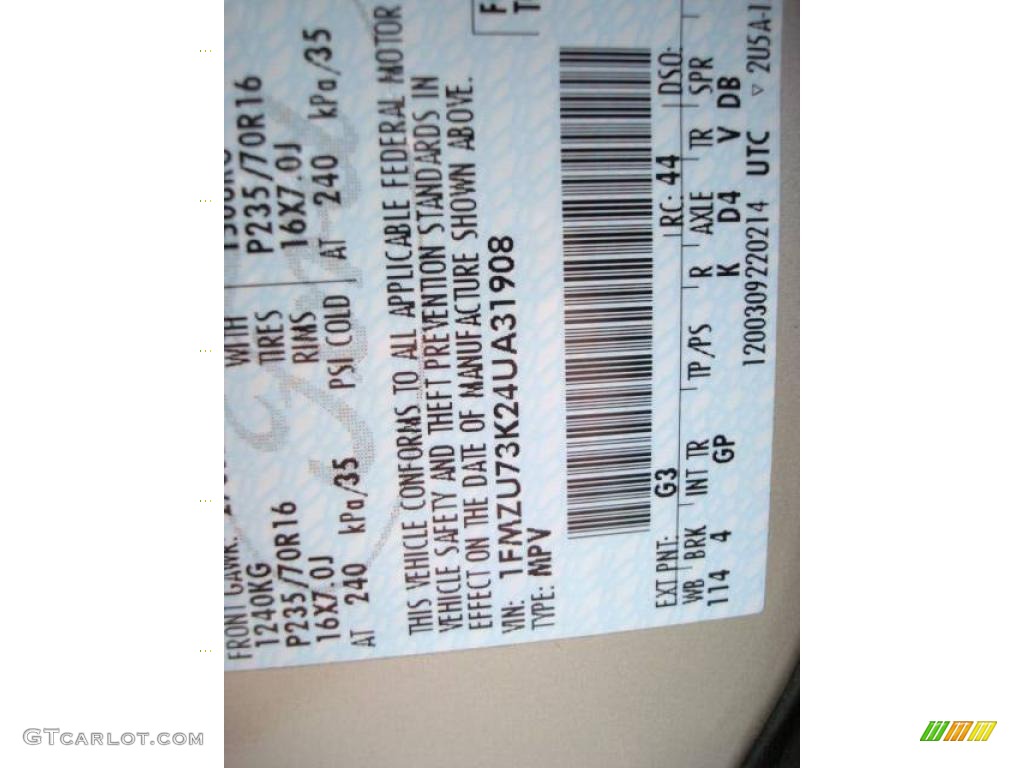 FRONT GAWR:
1240KG WITH
P235/70R16 TIRES P235/70R16
16X7.0J RIMS 16X7.0J
AT 240 kPa/35 PSI COLD AT 240 kPa/35
THIS VEHICLE CONFORMS TO ALL APPLICABLE FEDERAL MOTOR
VEHICLE SAFETY AND THEFT PREVENTION STANDARDS IN
EFFECT ON THE DATE OF MANUFACTURE SHOWN ABOVE.
VIN: 1FMZU73K24UA31908
TYPE: MPV
EXT PNT: G3 RC: 44 DSO:
WB BRK INT TR TP/PS R AXLE TR SPR
114 4 GP K D4 V DB
1200309220214 UTC ▿ 2U5A-1
GTCARLOT.COM